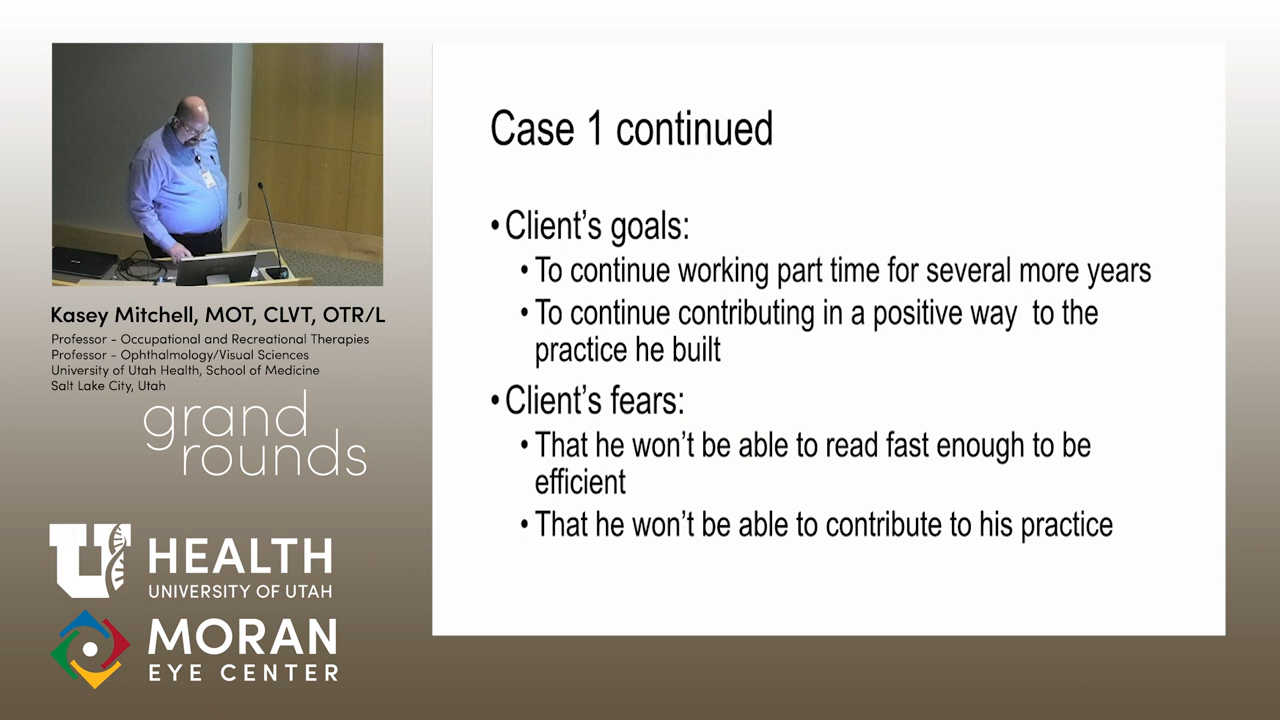 Kasey Mitchell, MOT, CLVT, OTR/L
Professor - Occupational and Recreational Therapies
Professor - Ophthalmology/Visual Sciences
University of Utah Health, School of Medicine
Salt Lake City, Utah
grand
rounds
U HEALTH
UNIVERSITY OF UTAH
MORAN
EYE CENTER
Case 1 continued
• Client's goals:
• To continue working part time for several more years
• To continue contributing in a positive way  to the
practice he built
• Client's fears:
• That he won't be able to read fast enough to be
efficient
• That he won't be able to contribute to his practice